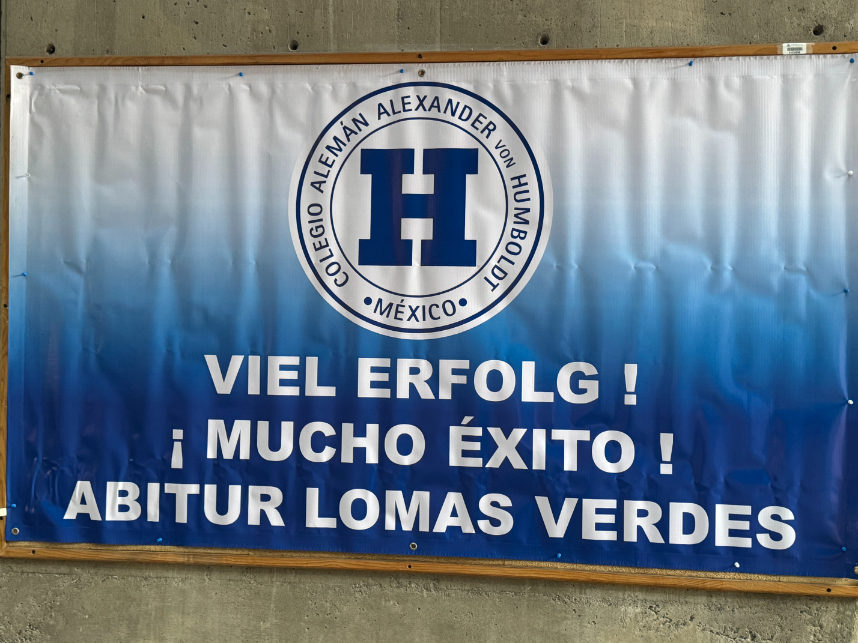 COLEGIO ALEMÁN ALEXANDER VON HUMBOLDT
H
•MÉXICO•
VIEL ERFOLG !
¡ MUCHO ÉXITO !
ABITUR LOMAS VERDES